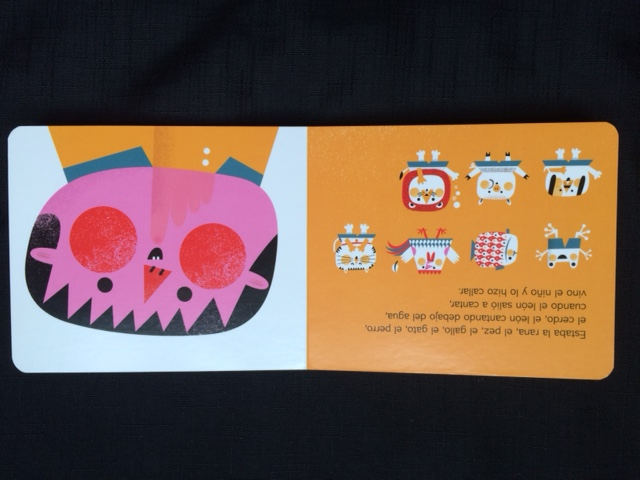 Estaba la rana, el pez, el gallo, el gato, el perro,
el cerdo, el león cantando debajo del agua,
cuando el león salió a cantar,
vino el niño y lo hizo callar.